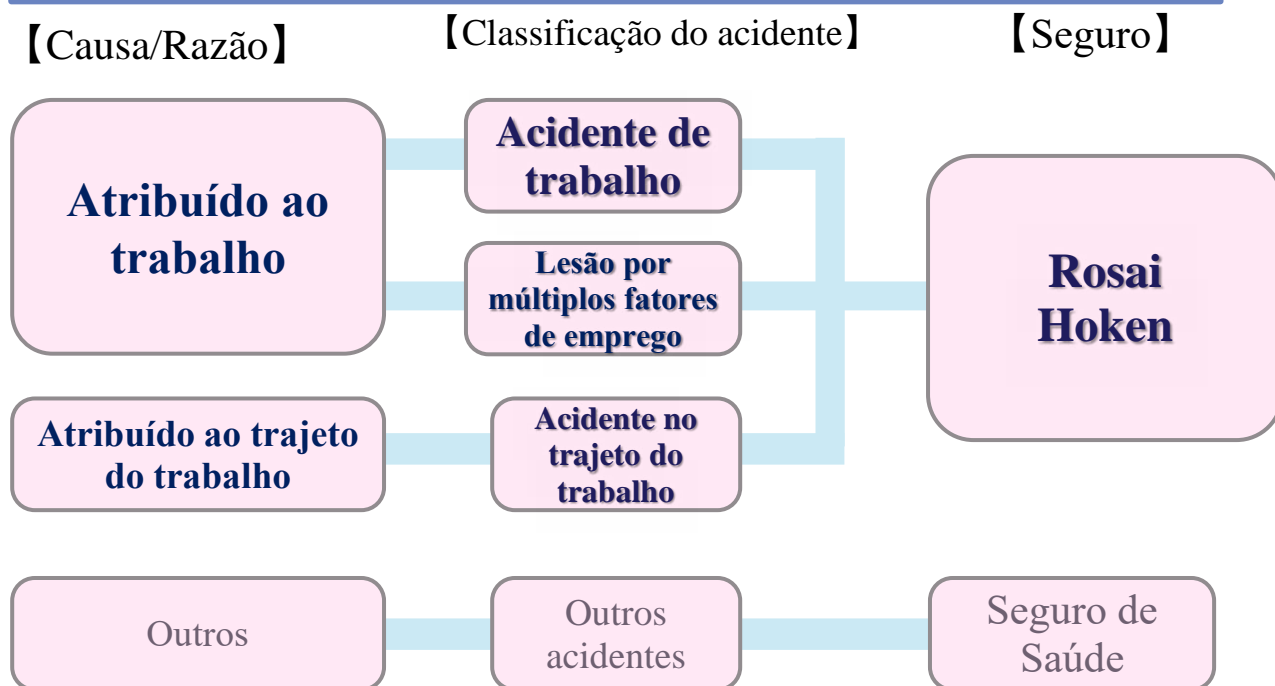 【Causa/Razão】
【Classificação do acidente】
【Seguro】
Atribuído ao
trabalho
Acidente de
trabalho
Lesão por
múltiplos fatores
de emprego
Rosai
Hoken
Atribuído ao trajeto
do trabalho
Acidente no
trajeto do
trabalho
Outros
Outros
acidentes
Seguro de
Saúde